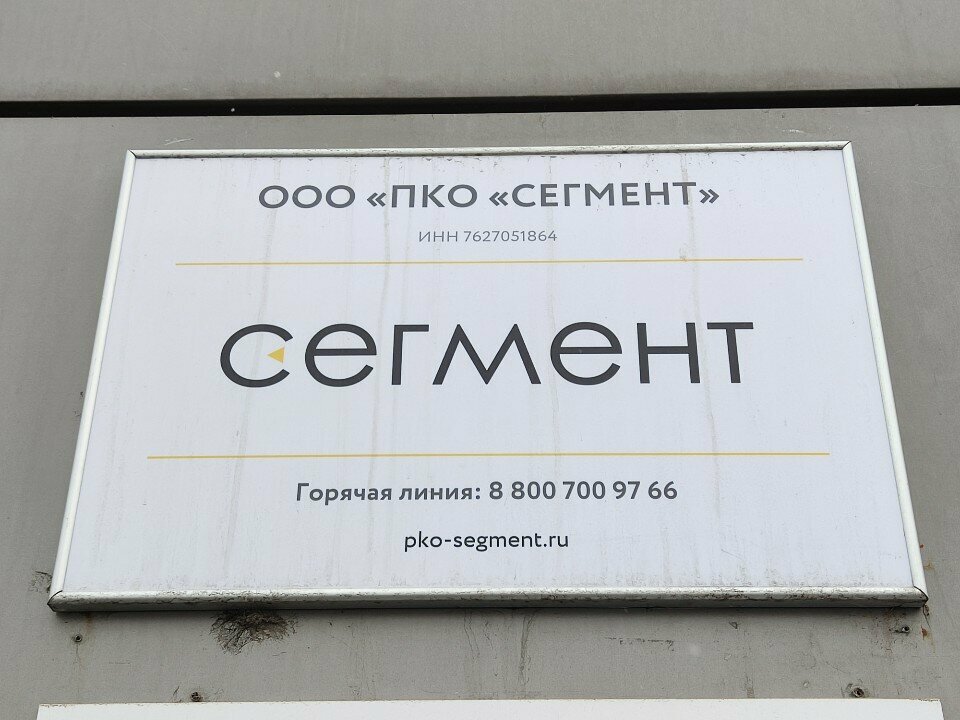 ООО «ПКО «СЕГМЕНТ»
ИНН 7627051864
сегмент
Горячая линия: 8 800 700 97 66
pko-segment.ru